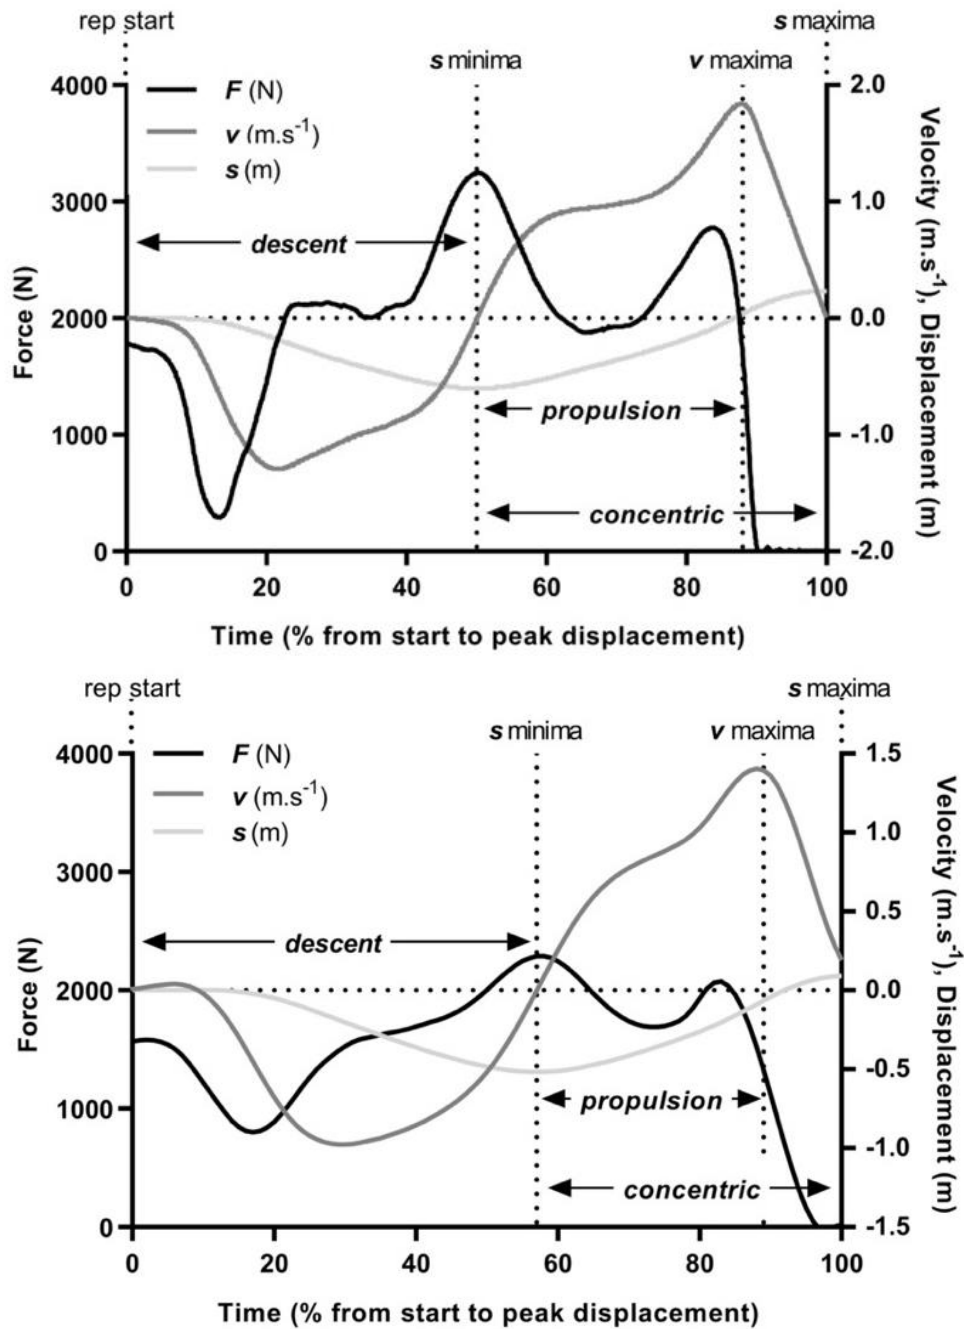 rep start
s maxima
s minima
v maxima
4000
2.0
F (N)
v (m.s-1)
s (m)
3000
1.0
descent
2000
0.0
propulsion
1000
-1.0
concentric
0
-2.0
0 20 40 60 80 100
Force (N)
Velocity (m.s-1), Displacement (m)
Time (% from start to peak displacement)
rep start
s maxima
s minima
v maxima
4000
1.5
F (N)
v (m.s-1)
s (m)
1.0
3000
0.5
descent
2000
0.0
-0.5
propulsion
1000
-1.0
concentric
0
-1.5
0 20 40 60 80 100
Force (N)
Velocity (m.s-1), Displacement (m)
Time (% from start to peak displacement)